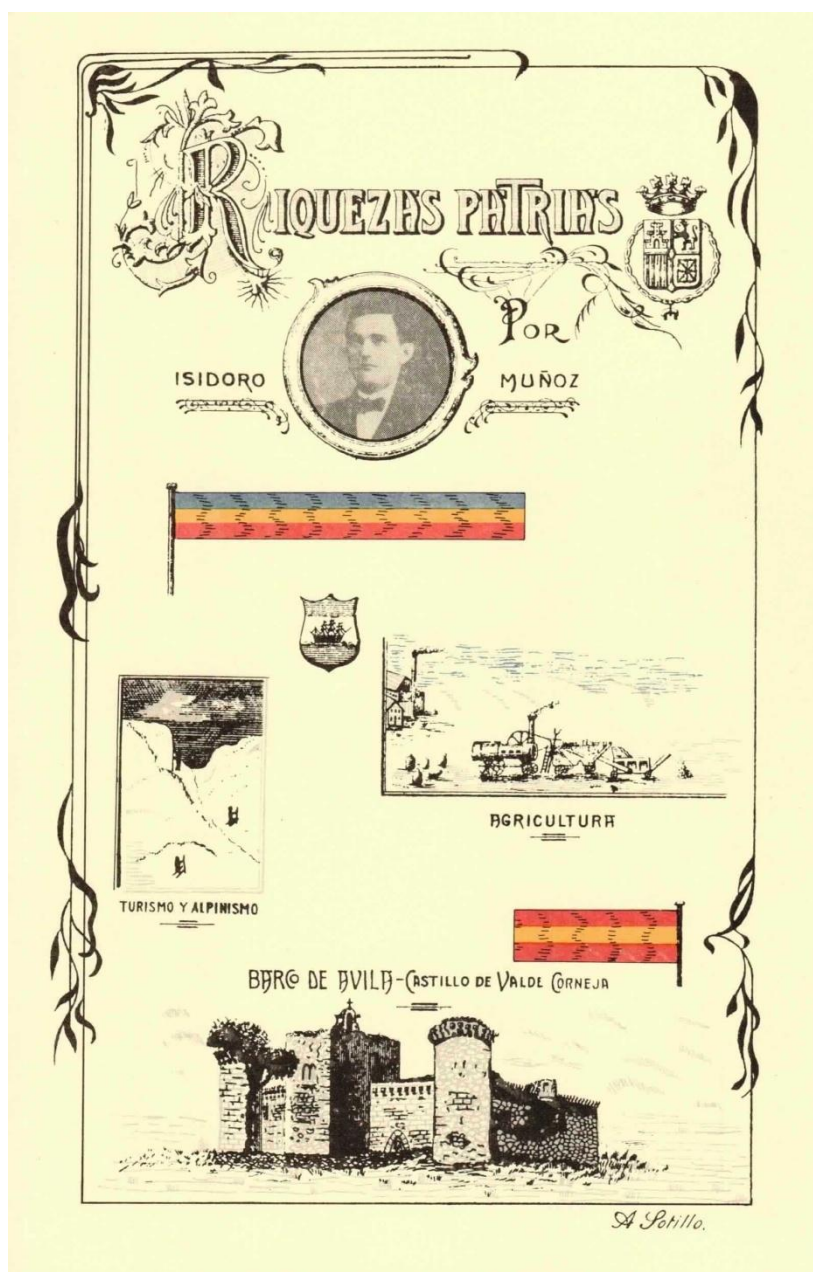 RIQUEZAS PATRIAS
POR
ISIDORO MUÑOZ
AGRICULTURA
TURISMO Y ALPINISMO
BARCO DE AVILA-CASTILLO DE VALDE CORNEJA
A Sotillo.